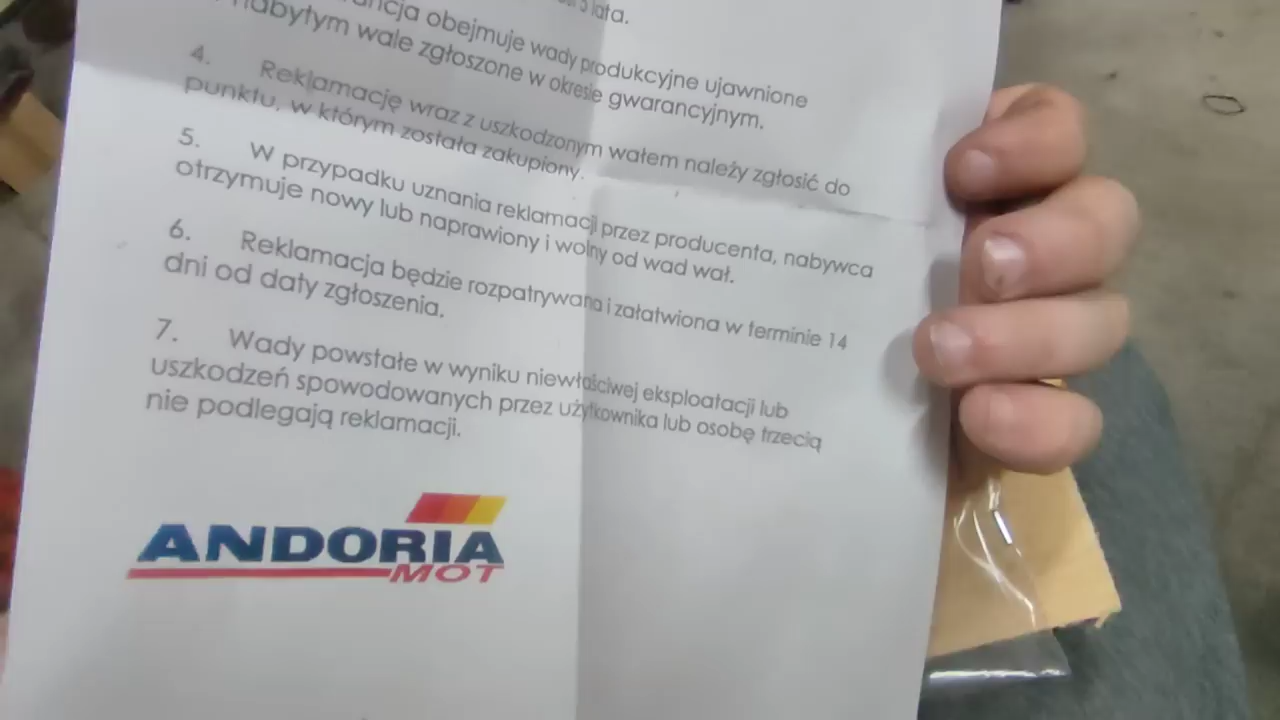 lata.
obejmuje wady produkcyjne ujawnione
nabytym wale zgłoszone w okresie gwarancyjnym.
4. Reklamację wraz z uszkodzonym wałem należy zgłosić do
punktu, w którym została zakupiony.
5. W przypadku uznania reklamacji przez producenta, nabywca
otrzymuje nowy lub naprawiony i wolny od wad wał.
6. Reklamacja będzie rozpatrywana i załatwiona w terminie 14
dni od daty zgłoszenia.
7. Wady powstałe w wyniku niewłaściwej eksploatacji lub
uszkodzeń spowodowanych przez użytkownika lub osobę trzecią
nie podlegają reklamacji.
ANDORIA
MOT